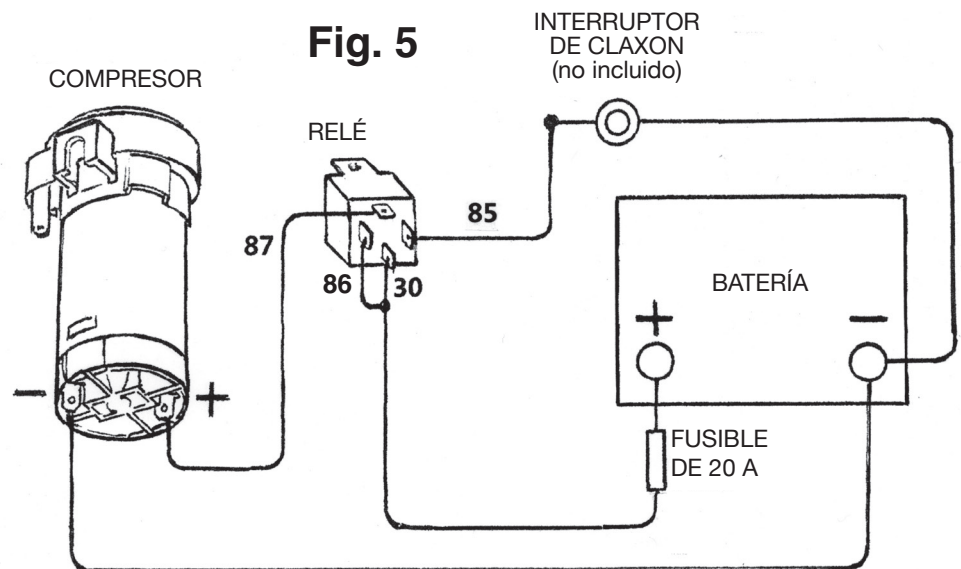 Fig. 5
INTERRUPTOR
DE CLAXON
(no incluido)
COMPRESOR
RELÉ
85
87
86
30
BATERÍA
+
−
−
+
FUSIBLE
DE 20 A